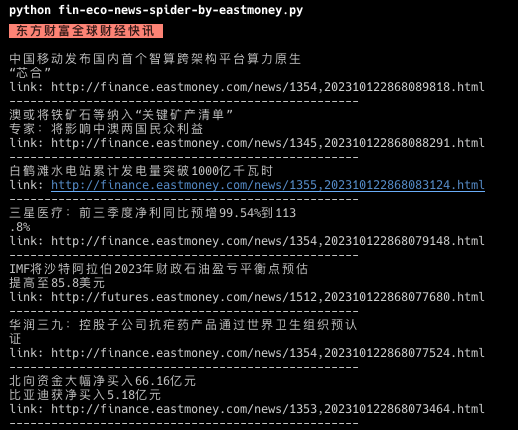 python fin-eco-news-spider-by-eastmoney.py
东方财富全球财经快讯
中国移动发布国内首个智算跨架构平台算力原生
“芯合”
link: http://finance.eastmoney.com/news/1354,202310122868089818.html
--------------------------------------------------
澳或将铁矿石等纳入“关键矿产清单”
专家：将影响中澳两国民众利益
link: http://finance.eastmoney.com/news/1345,202310122868088291.html
--------------------------------------------------
白鹤滩水电站累计发电量突破1000亿千瓦时
link: http://finance.eastmoney.com/news/1355,202310122868083124.html
--------------------------------------------------
三星医疗：前三季度净利同比预增99.54%到113
.8%
link: http://finance.eastmoney.com/news/1354,202310122868079148.html
--------------------------------------------------
IMF将沙特阿拉伯2023年财政石油盈亏平衡点预估
提高至85.8美元
link: http://futures.eastmoney.com/news/1512,202310122868077680.html
--------------------------------------------------
华润三九：控股子公司抗疟药产品通过世界卫生组织预认
证
link: http://finance.eastmoney.com/news/1354,202310122868077524.html
--------------------------------------------------
北向资金大幅净买入66.16亿元
比亚迪获净买入5.18亿元
link: http://finance.eastmoney.com/news/1353,202310122868073464.html
--------------------------------------------------